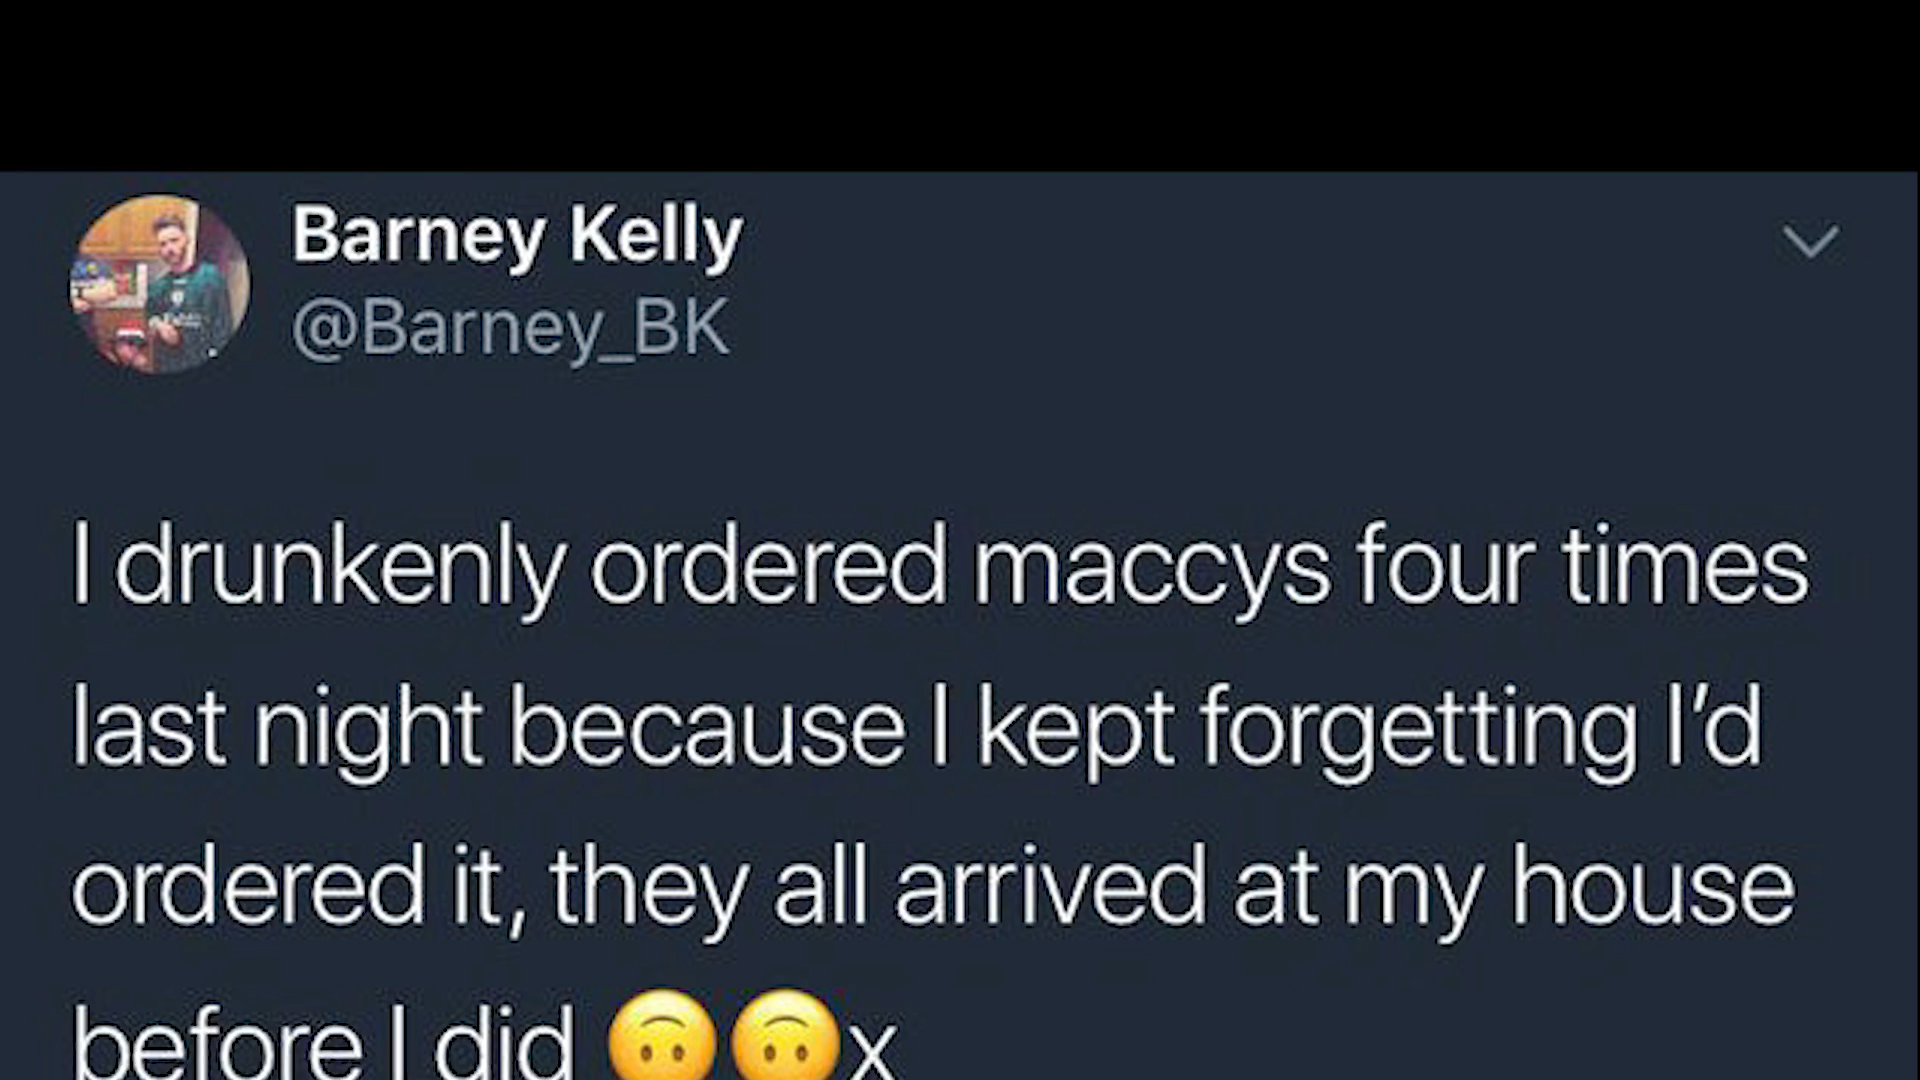 Barney Kelly
@Barney_BK
I drunkenly ordered maccys four times
last night because I kept forgetting I’d
ordered it, they all arrived at my house
before I did 🙃🙃x